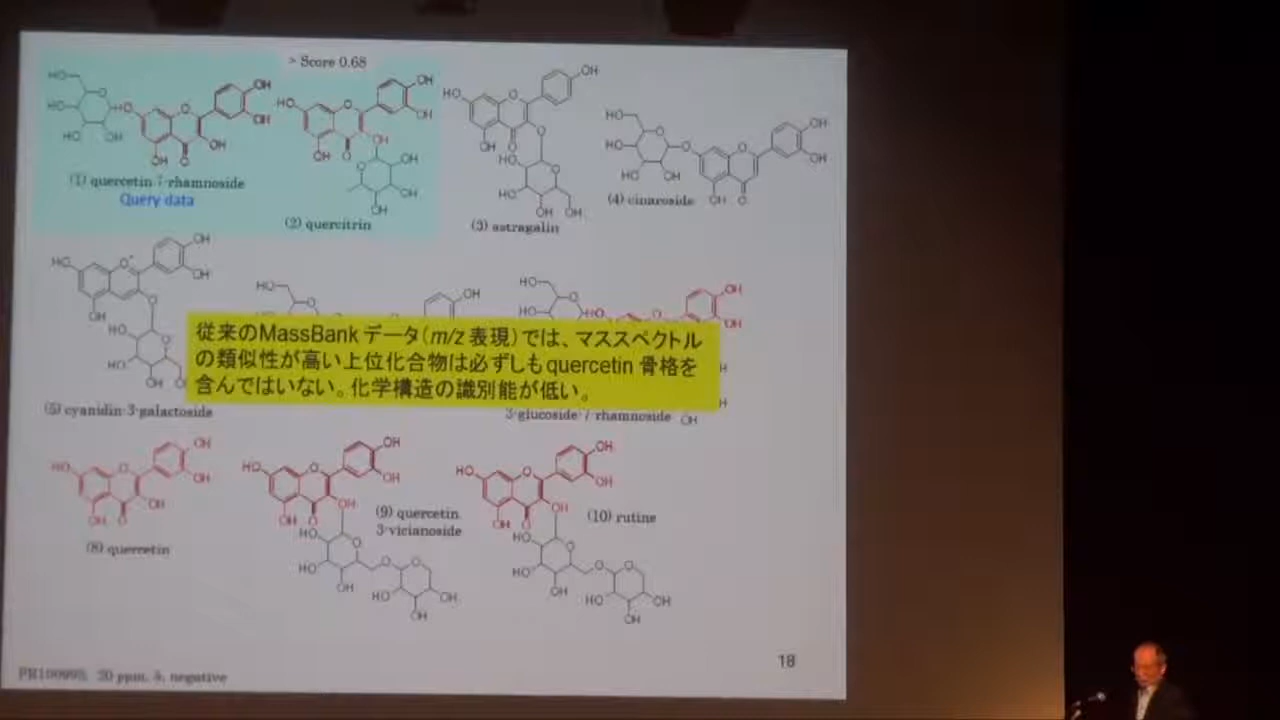 > Score 0.68
(1) quercetin-7-rhamnoside
Query data
(2) quercitrin
(3) astragalin
(4) cinaroside
従来のMassBank データ（m/z 表現）では、マススペクトル
の類似性が高い上位化合物は必ずしもquercetin 骨格を
含んではいない。化学構造の識別能が低い。
(5) cyanidin-3-galactoside
3-glucoside-7-rhamnoside
(8) quercetin
(9) quercetin
3-vicianoside
(10) rutine
20 ppm, negative
18